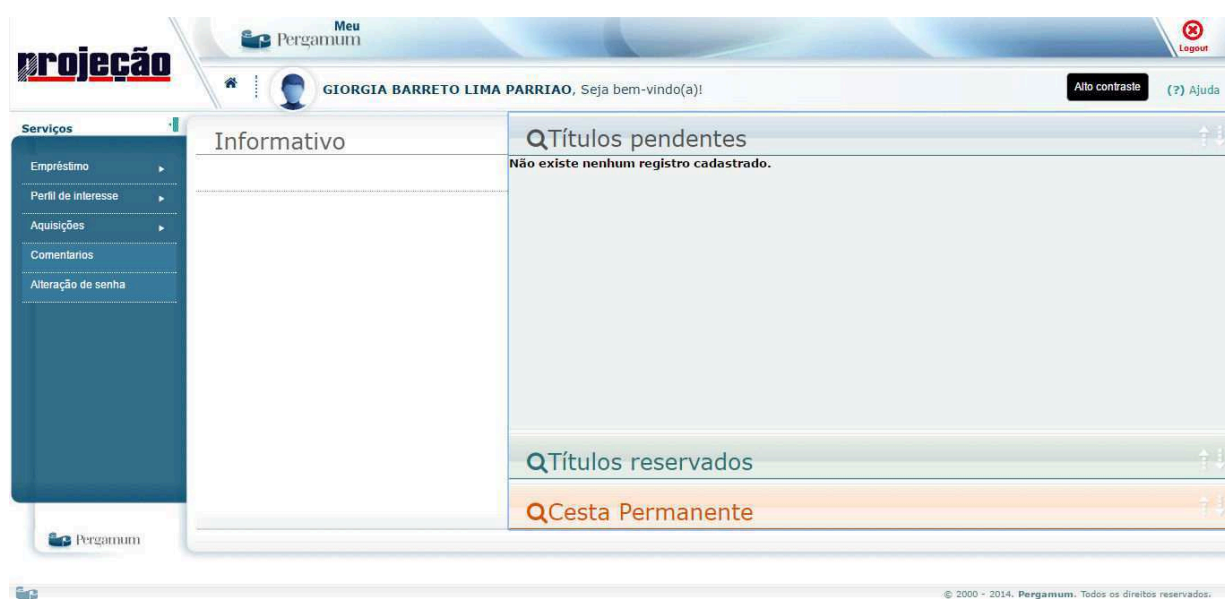 Meu
Pergamum
projeção
Logout
GIORGIA BARRETO LIMA PARRIAO, Seja bem-vindo(a)!
Alto contraste
(?) Ajuda
Serviços
Informativo
Títulos pendentes
Não existe nenhum registro cadastrado.
Empréstimo
Perfil de interesse
Aquisições
Comentarios
Alteração de senha
Títulos reservados
Cesta Permanente
Pergamum
© 2000 - 2014. Pergamum. Todos os direitos reservados.